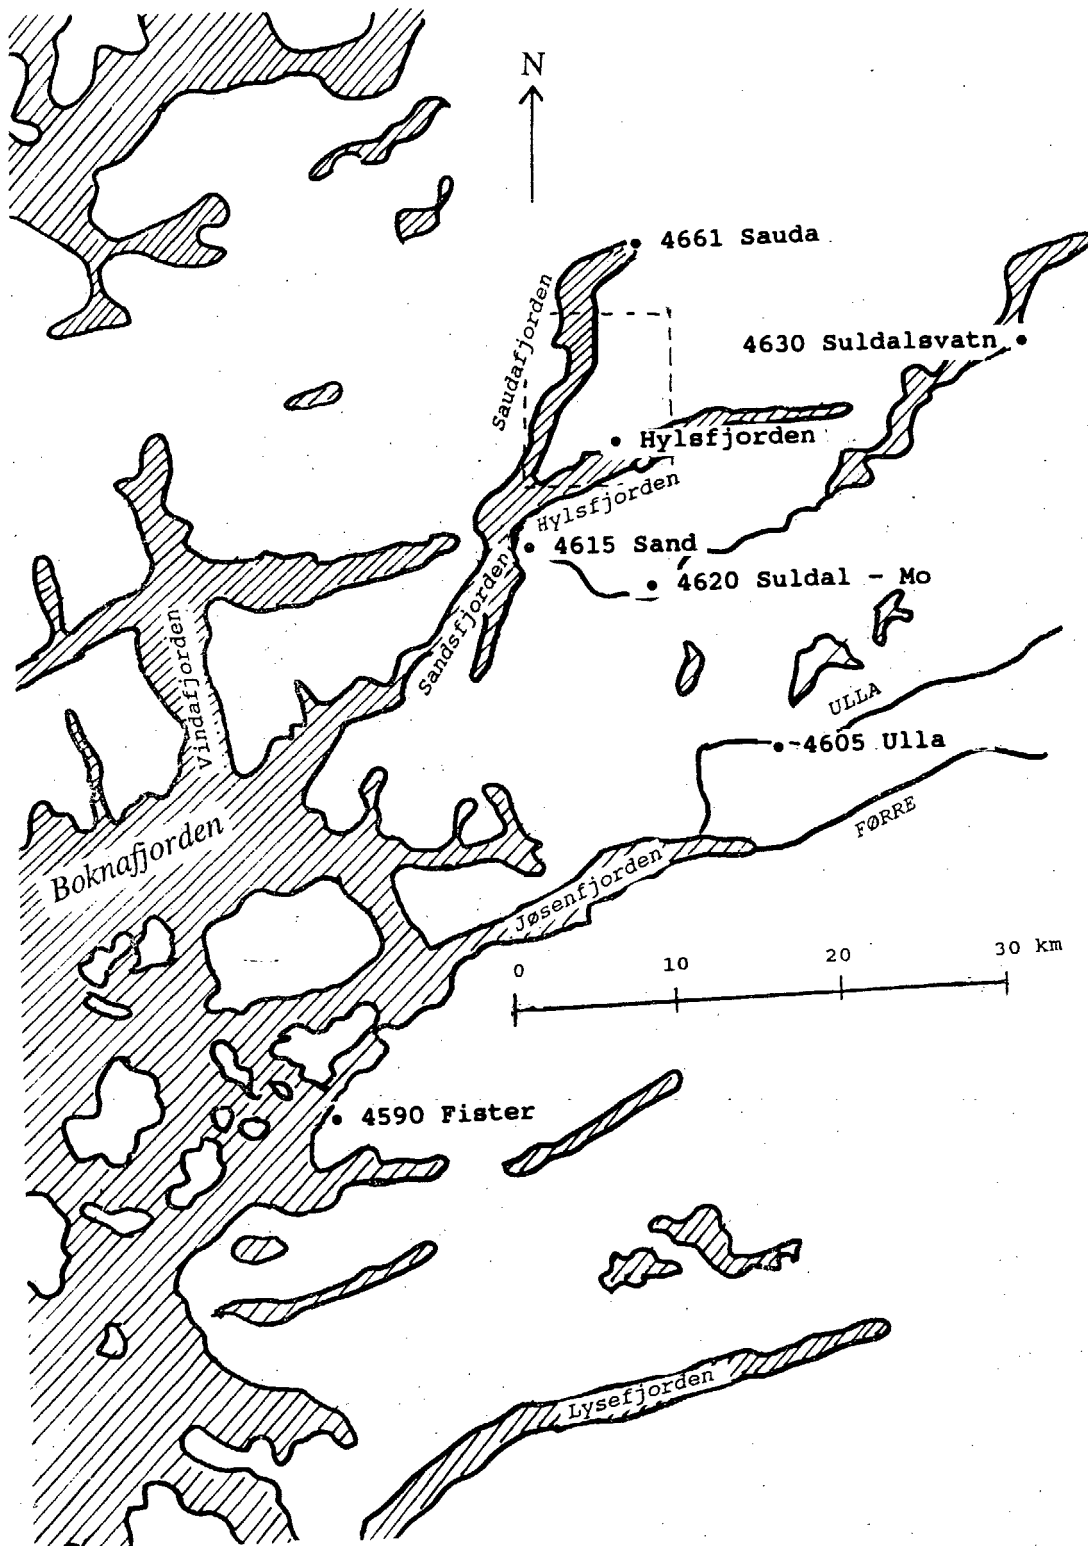 N
4661 Sauda
Saudafjorden
4630 Suldalsvatn
Hylsfjorden
Hylsfjorden
4615 Sand
4620 Suldal - Mo
Sandsfjorden
Vindafjorden
ULLA
4605 Ulla
FØRRE
Boknafjorden
Jøsenfjorden
0 10 20 30 km
4590 Fister
Lysefjorden